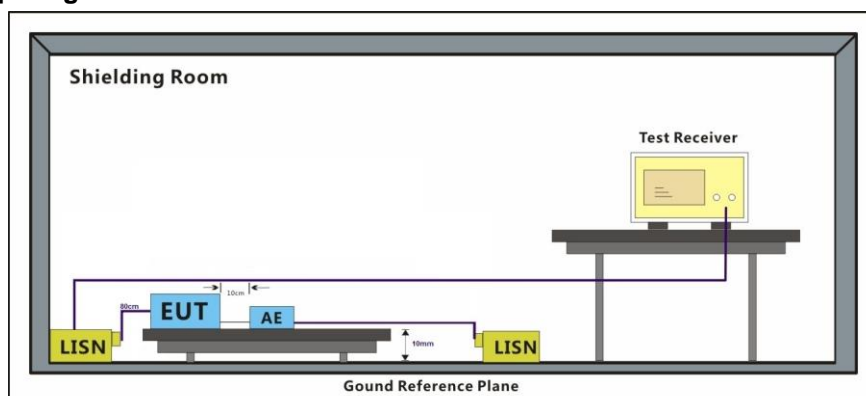 Shielding Room
Test Receiver
10cm
80cm
EUT
AE
LISN
10mm
LISN
Gound Reference Plane